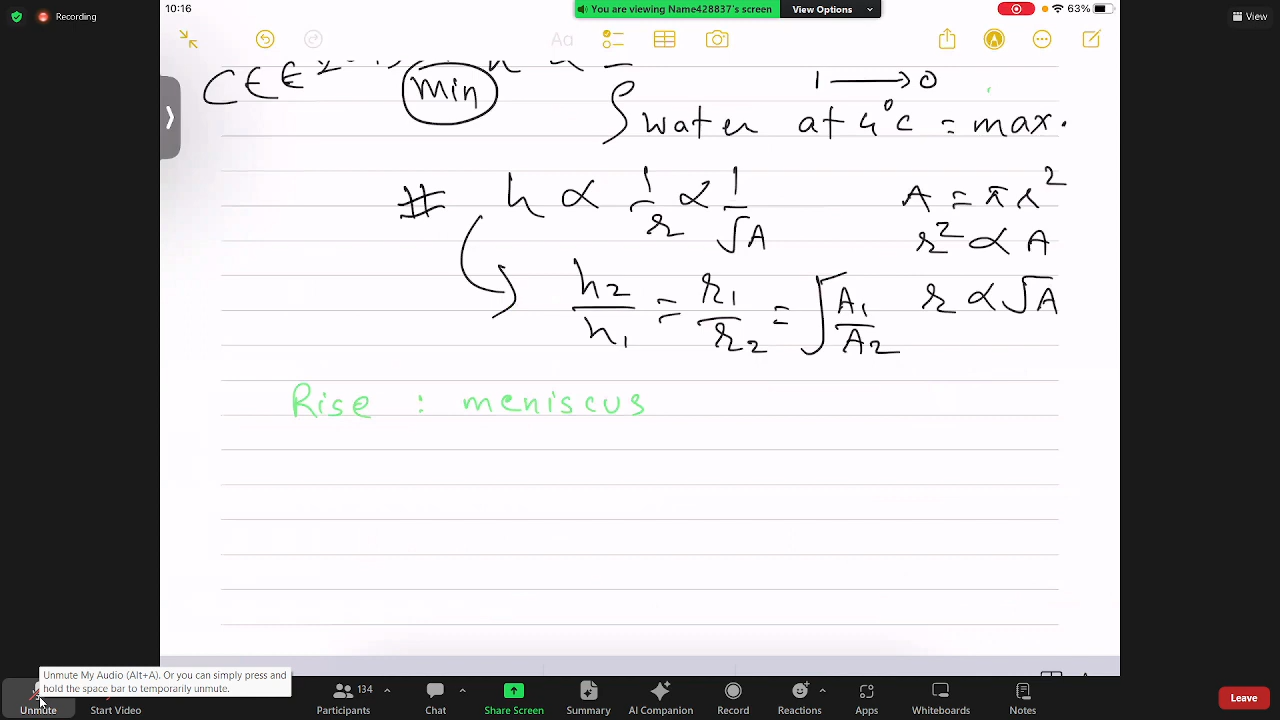 10:16
You are viewing Name428837's screen
View Options
63%
Recording
View
Aa
CEE
min
1 → 0
ρ water at 4°C = max.
# h ∝ 1/r ∝ 1/√A
A = πr²
r² ∝ A
h2/h1 = r1/r2 = √A1/A2
r ∝ √A
Rise : meniscus
Unmute My Audio (Alt+A). Or you can simply press and
hold the space bar to temporarily unmute.
134
Unmute
Start Video
Participants
Chat
Share Screen
Summary
AI Companion
Record
Reactions
Apps
Whiteboards
Notes
Leave